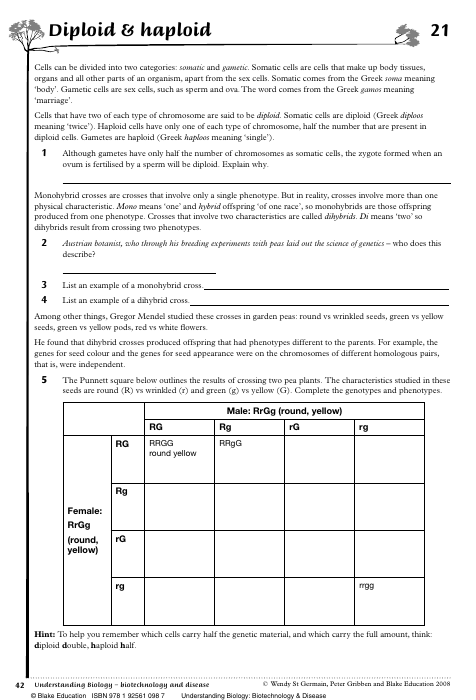 Diploid & haploid
21
Cells can be divided into two categories: somatic and gametic. Somatic cells are cells that make up body tissues,
organs and all other parts of an organism, apart from the sex cells. Somatic comes from the Greek soma meaning
'body'. Gametic cells are sex cells, such as sperm and ova. The word comes from the Greek gamos meaning
'marriage'.
Cells that have two of each type of chromosome are said to be diploid. Somatic cells are diploid (Greek diploos
meaning 'twice'). Haploid cells have only one of each type of chromosome, half the number that are present in
diploid cells. Gametes are haploid (Greek haploos meaning 'single').
1 Although gametes have only half the number of chromosomes as somatic cells, the zygote formed when an
ovum is fertilised by a sperm will be diploid. Explain why.
Monohybrid crosses are crosses that involve only a single phenotype. But in reality, crosses involve more than one
physical characteristic. Mono means 'one' and hybrid offspring 'of one race', so monohybrids are those offspring
produced from one phenotype. Crosses that involve two characteristics are called dihybrids. Di means 'two' so
dihybrids result from crossing two phenotypes.
2 Austrian botanist, who through his breeding experiments with peas laid out the science of genetics – who does this
describe?
3 List an example of a monohybrid cross.
4 List an example of a dihybrid cross.
Among other things, Gregor Mendel studied these crosses in garden peas: round vs wrinkled seeds, green vs yellow
seeds, green vs yellow pods, red vs white flowers.
He found that dihybrid crosses produced offspring that had phenotypes different to the parents. For example, the
genes for seed colour and the genes for seed appearance were on the chromosomes of different homologous pairs,
that is, were independent.
5 The Punnett square below outlines the results of crossing two pea plants. The characteristics studied in these
seeds are round (R) vs wrinkled (r) and green (g) vs yellow (G). Complete the genotypes and phenotypes.
Male: RrGg (round, yellow)
RG Rg rG rg
RG RRGG RRgG
round yellow
Rg
Female:
RrGg
(round,
yellow)
rG
rg rrgg
Hint: To help you remember which cells carry half the genetic material, and which carry the full amount, think:
diploid double, haploid half.
42 Understanding Biology – biotechnology and disease © Wendy St Germain, Peter Gribben and Blake Education 2008
© Blake Education ISBN 978 1 92561 098 7 Understanding Biology: Biotechnology & Disease